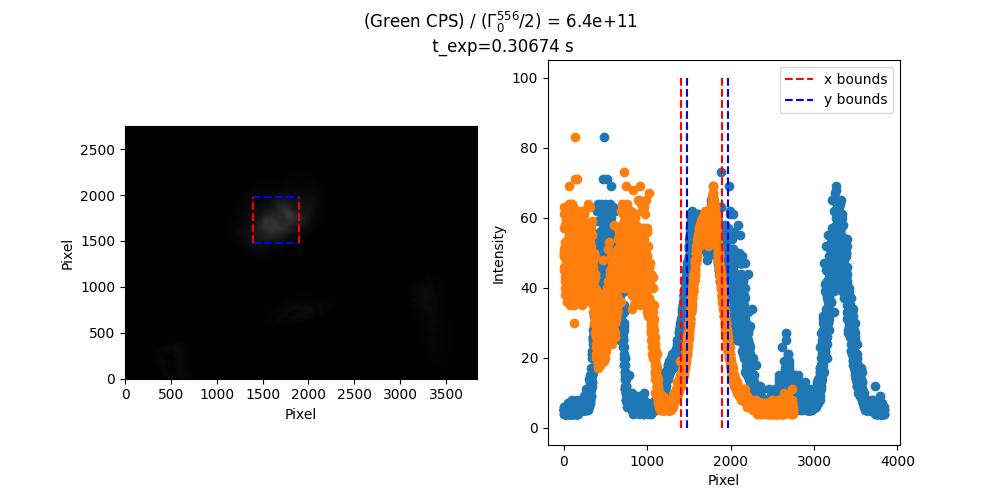 (Green CPS) / (Γ₀⁵⁵⁶/2) = 6.4e+11
t_exp=0.30674 s
2500
2000
1500
1000
500
0
Pixel
0 500 1000 1500 2000 2500 3000 3500
Pixel
100
80
60
40
20
0
Intensity
0 1000 2000 3000 4000
Pixel
x bounds
y bounds